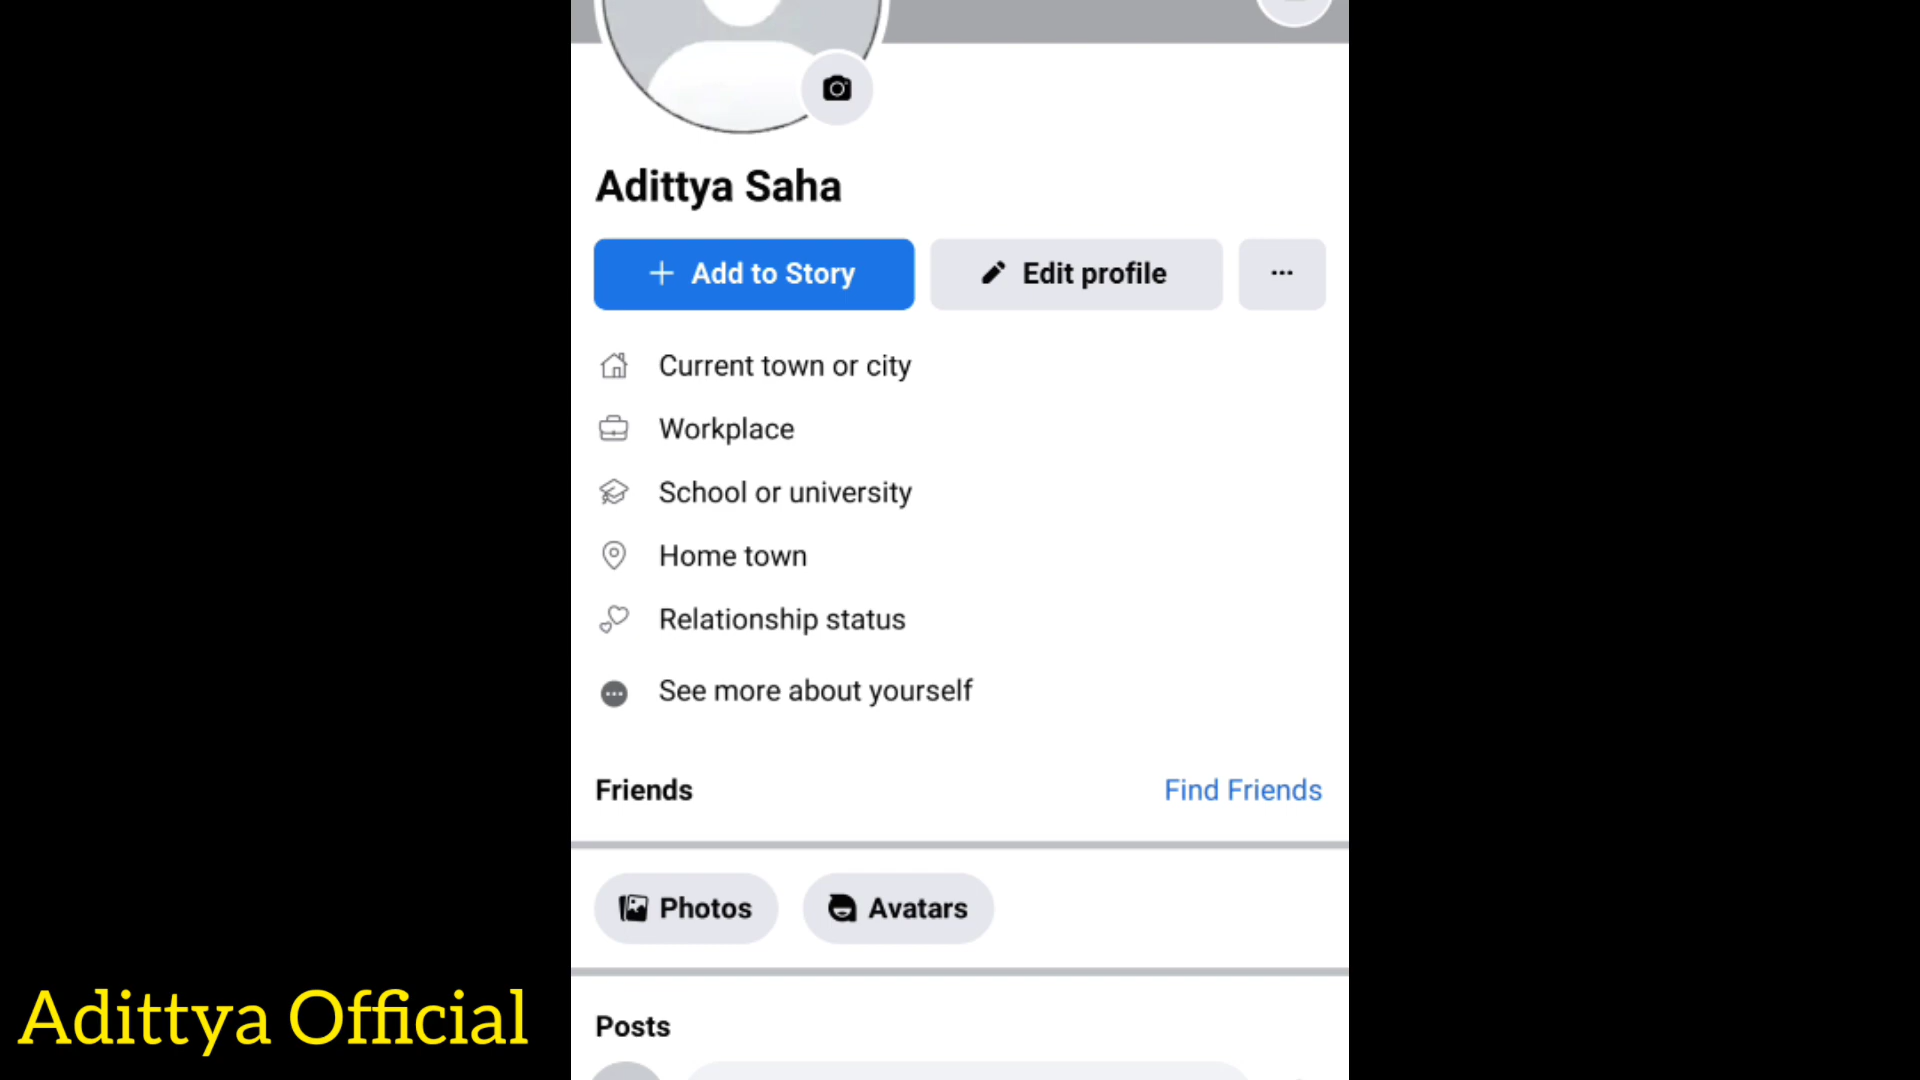 Adittya Saha
Add to Story
Edit profile
Current town or city
Workplace
School or university
Home town
Relationship status
See more about yourself
Friends
Find Friends
Photos
Avatars
Posts
Adittya Official